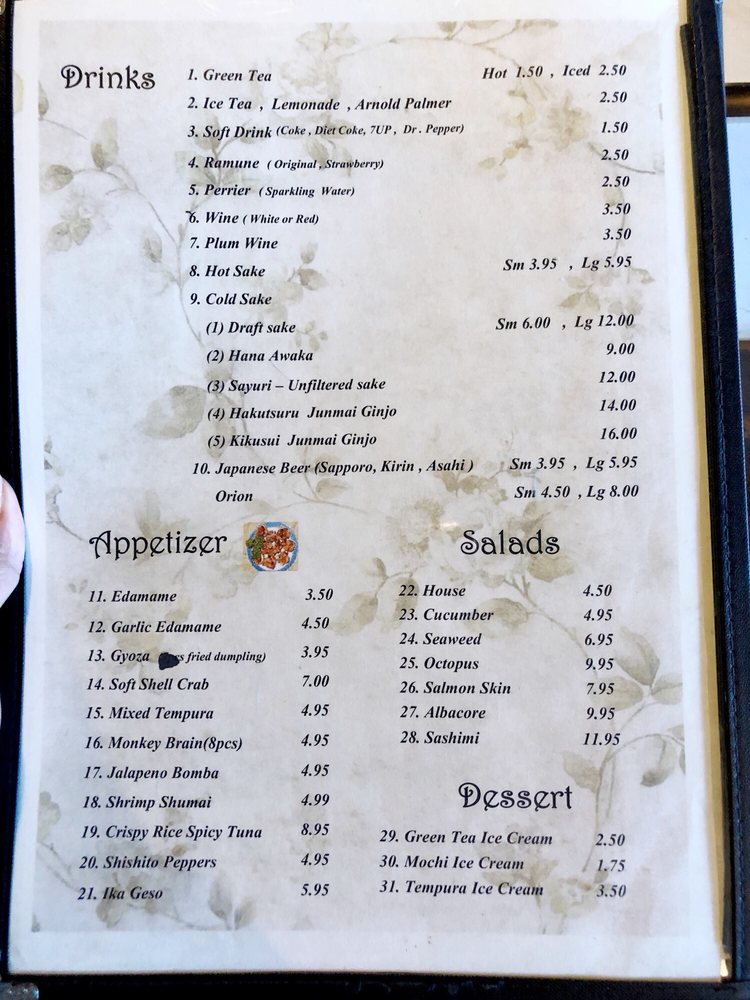 Drinks
1. Green Tea Hot 1.50 , Iced 2.50
2. Ice Tea , Lemonade , Arnold Palmer 2.50
3. Soft Drink (Coke , Diet Coke, 7UP , Dr. Pepper) 1.50
4. Ramune ( Original , Strawberry) 2.50
5. Perrier ( Sparkling Water) 2.50
6. Wine ( White or Red) 3.50
7. Plum Wine 3.50
8. Hot Sake Sm 3.95 , Lg 5.95
9. Cold Sake
(1) Draft sake Sm 6.00 , Lg 12.00
(2) Hana Awaka 9.00
(3) Sayuri – Unfiltered sake 12.00
(4) Hakutsuru Junmai Ginjo 14.00
(5) Kikusui Junmai Ginjo 16.00
10. Japanese Beer (Sapporo, Kirin , Asahi ) Sm 3.95 , Lg 5.95
Orion Sm 4.50 , Lg 8.00
Appetizer
11. Edamame 3.50
12. Garlic Edamame 4.50
13. Gyoza fried dumpling) 3.95
14. Soft Shell Crab 7.00
15. Mixed Tempura 4.95
16. Monkey Brain(8pcs) 4.95
17. Jalapeno Bomba 4.95
18. Shrimp Shumai 4.99
19. Crispy Rice Spicy Tuna 8.95
20. Shishito Peppers 4.95
21. Ika Geso 5.95
Salads
22. House 4.50
23. Cucumber 4.95
24. Seaweed 6.95
25. Octopus 9.95
26. Salmon Skin 7.95
27. Albacore 9.95
28. Sashimi 11.95
Dessert
29. Green Tea Ice Cream 2.50
30. Mochi Ice Cream 1.75
31. Tempura Ice Cream 3.50